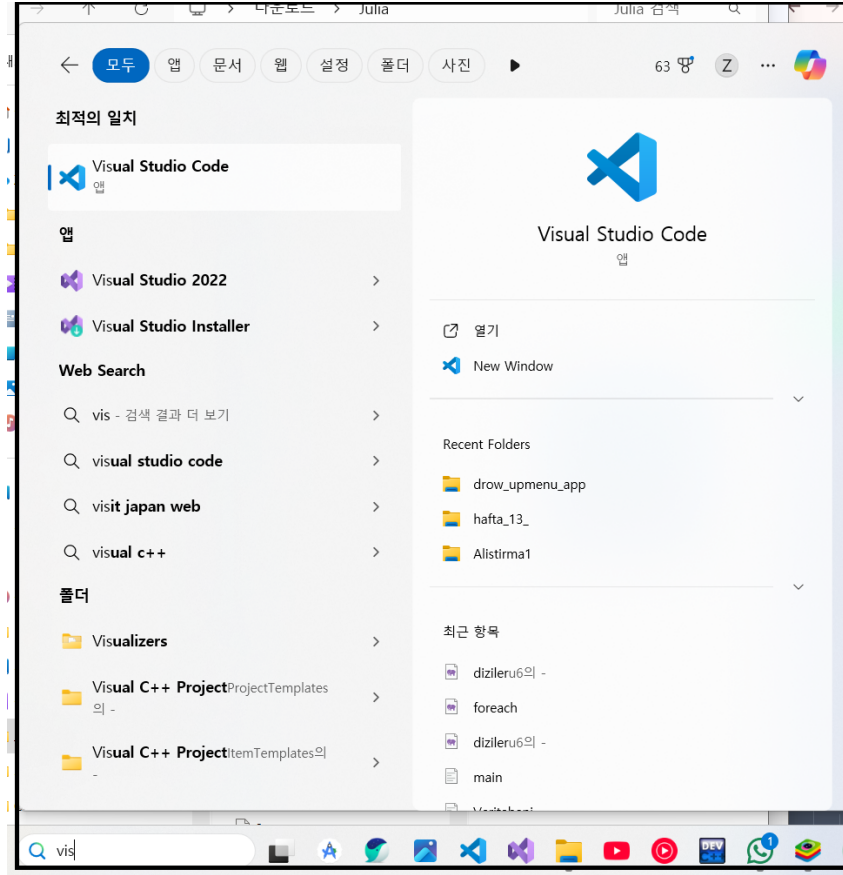 다운로드 > Julia
Julia 검색
모두 앱 문서 웹 설정 폴더 사진
63
Z
최적의 일치
Visual Studio Code
앱
앱
Visual Studio 2022
Visual Studio Installer
Web Search
vis - 검색 결과 더 보기
visual studio code
visit japan web
visual c++
폴더
Visualizers
Visual C++ ProjectProjectTemplates
의 -
Visual C++ ProjectItemTemplates의
-
Visual Studio Code
앱
열기
New Window
Recent Folders
drow_upmenu_app
hafta_13_
Alistirma1
최근 항목
dizileru6의 -
foreach
dizileru6의 -
main
vis
DEV
1